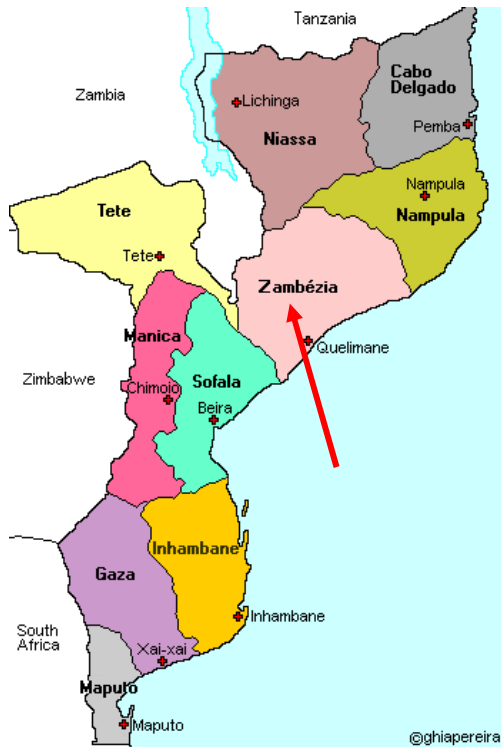 Tanzania
Zambia
Cabo
Delgado
Lichinga
Pemba
Niassa
Nampula
Nampula
Tete
Tete
Zambézia
Manica
Quelimane
Zimbabwe
Chimoio
Sofala
Beira
Inhambane
Gaza
Inhambane
South
Africa
Xai-xai
Maputo
Maputo
©ghiapereira